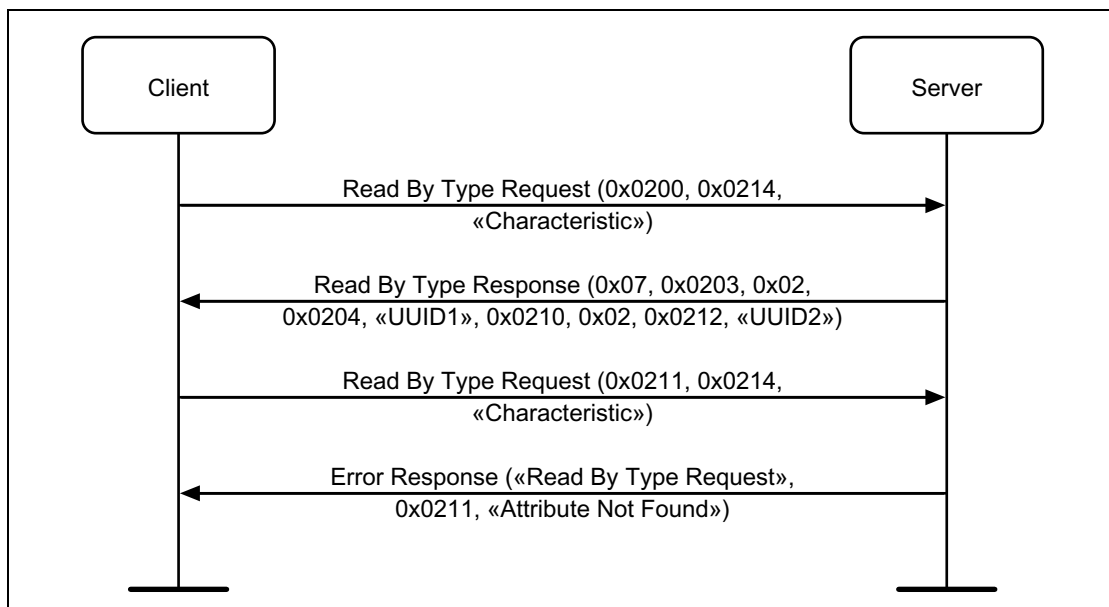 Client
Server
Read By Type Request (0x0200, 0x0214,
«Characteristic»)
Read By Type Response (0x07, 0x0203, 0x02,
0x0204, «UUID1», 0x0210, 0x02, 0x0212, «UUID2»)
Read By Type Request (0x0211, 0x0214,
«Characteristic»)
Error Response («Read By Type Request»,
0x0211, «Attribute Not Found»)